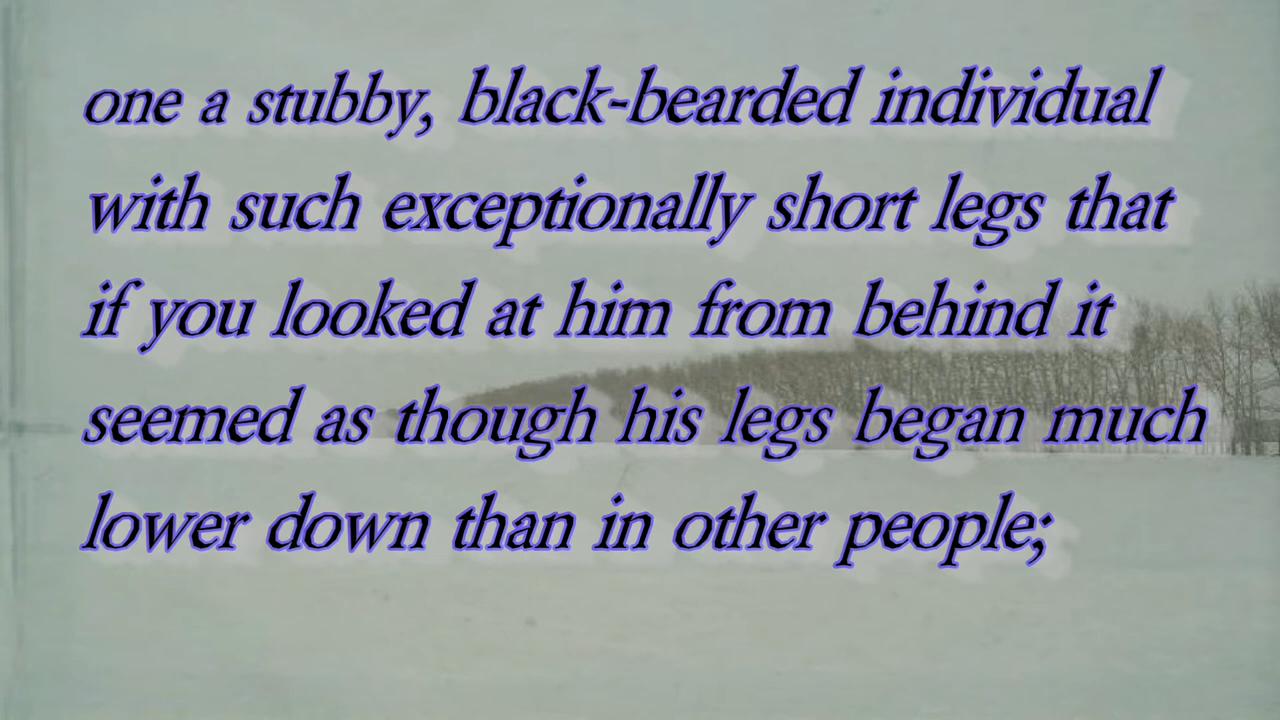 one a stubby, black-bearded individual
with such exceptionally short legs that
if you looked at him from behind it
seemed as though his legs began much
lower down than in other people;